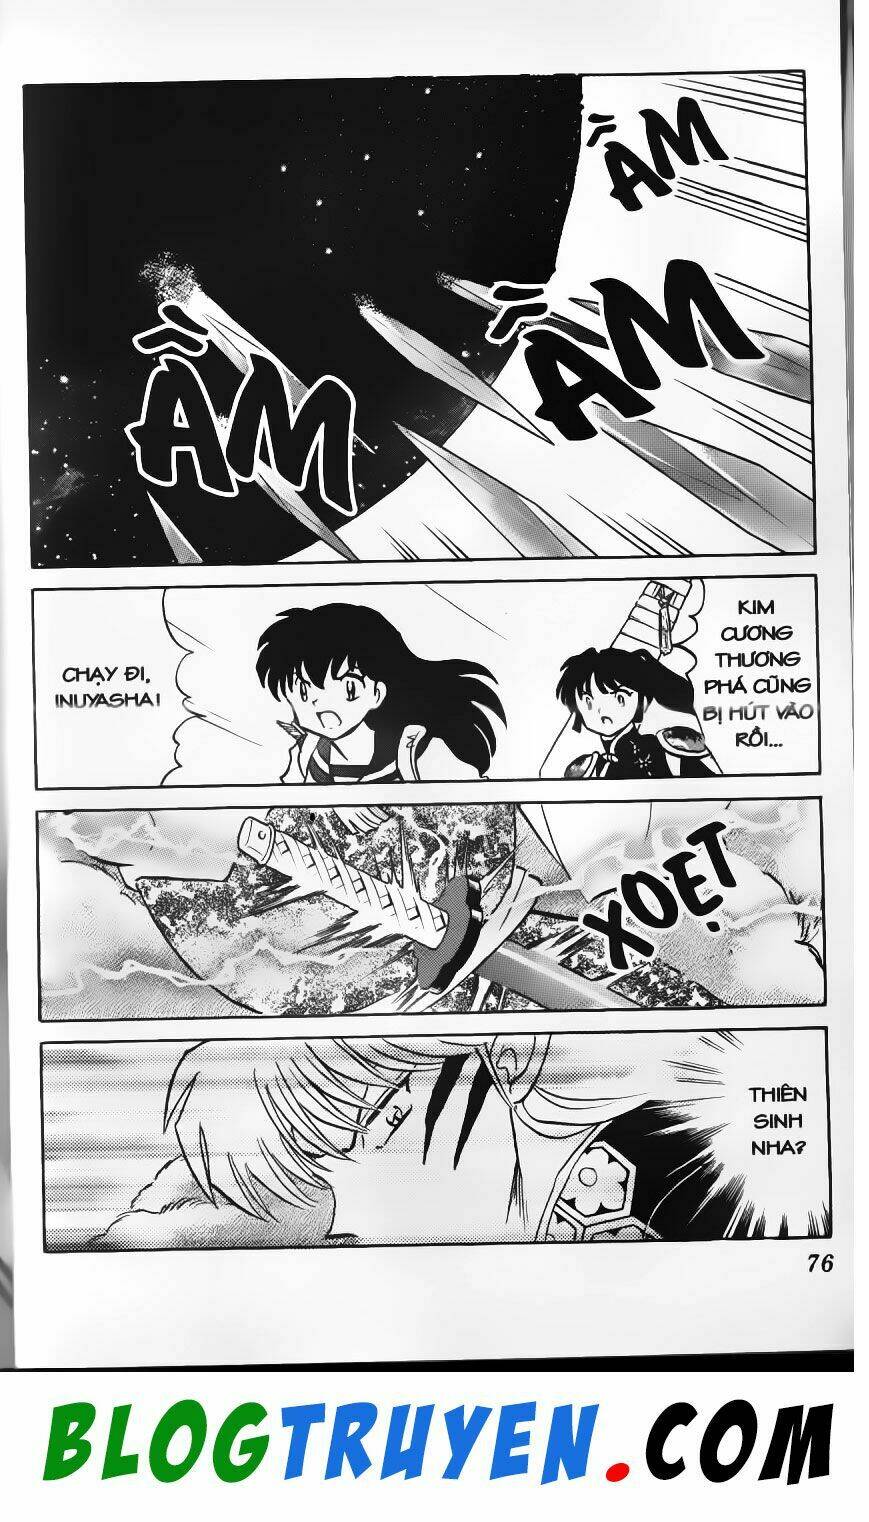 ẦM
ẦM
ẦM
KIM
CƯƠNG
THƯƠNG
PHÁ CŨNG
BỊ HÚT VÀO
RỒI...
CHẠY ĐI,
INUYASHA!
XOẸT
THIÊN
SINH
NHA?
76
BLOGTRUYEN.COM